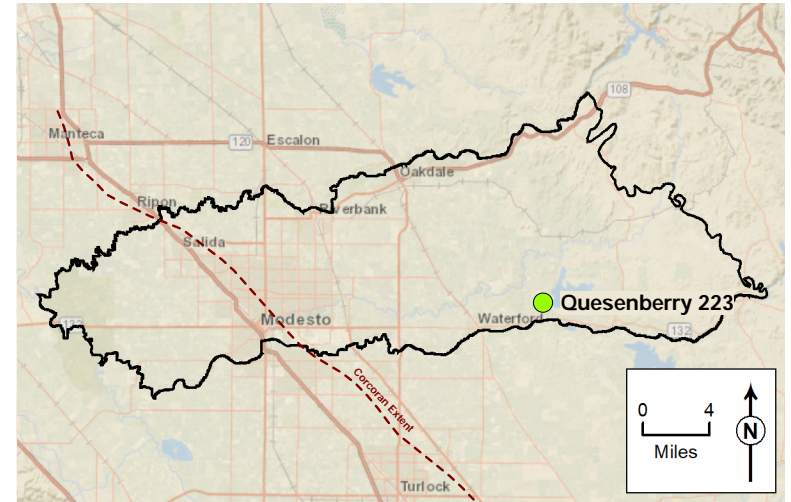 108
Manteca
120
Escalon
Oakdale
Ripon
Riverbank
Salida
Quesenberry 223
132
Modesto
Waterford
132
Corcoran Extent
0 4
Miles
N
Turlock